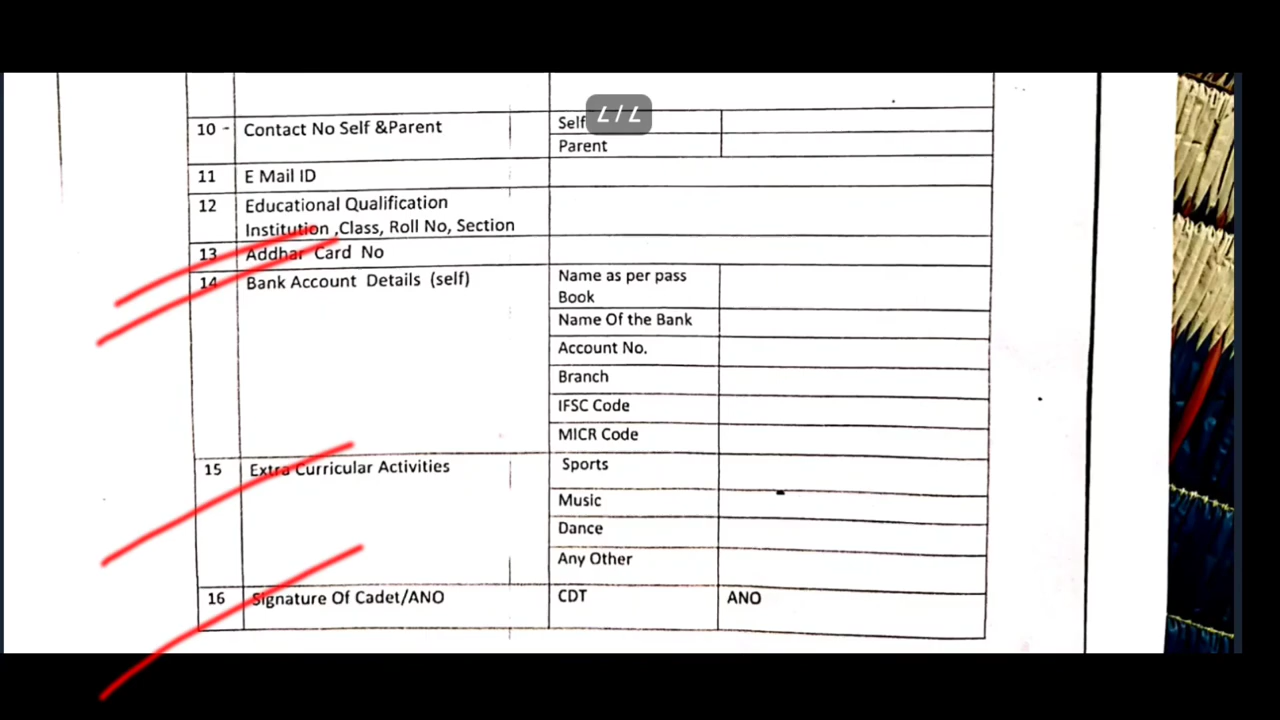 7/7
10 - Contact No Self &Parent Self
Parent
11 E Mail ID
12 Educational Qualification
Institution ,Class, Roll No, Section
13 Addhar Card No
14 Bank Account Details (self) Name as per pass
Book
Name Of the Bank
Account No.
Branch
IFSC Code
MICR Code
15 Extra Curricular Activities Sports
Music
Dance
Any Other
16 Signature Of Cadet/ANO CDT ANO